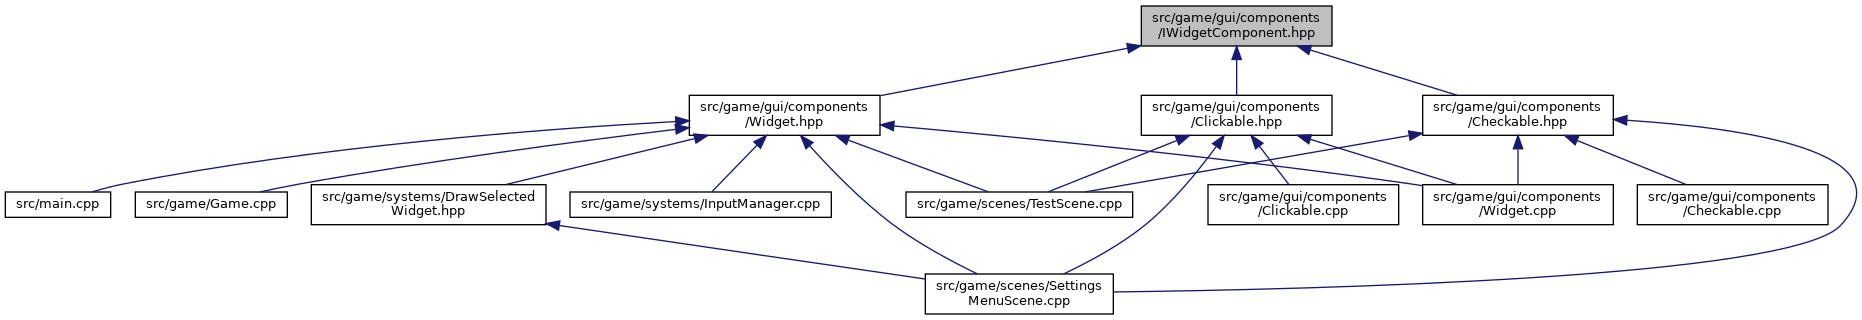 src/game/gui/components
/IWidgetComponent.hpp
src/game/gui/components
/Widget.hpp
src/game/gui/components
/Clickable.hpp
src/game/gui/components
/Checkable.hpp
src/main.cpp
src/game/Game.cpp
src/game/systems/DrawSelected
Widget.hpp
src/game/systems/InputManager.cpp
src/game/scenes/TestScene.cpp
src/game/gui/components
/Clickable.cpp
src/game/gui/components
/Widget.cpp
src/game/gui/components
/Checkable.cpp
src/game/scenes/Settings
MenuScene.cpp